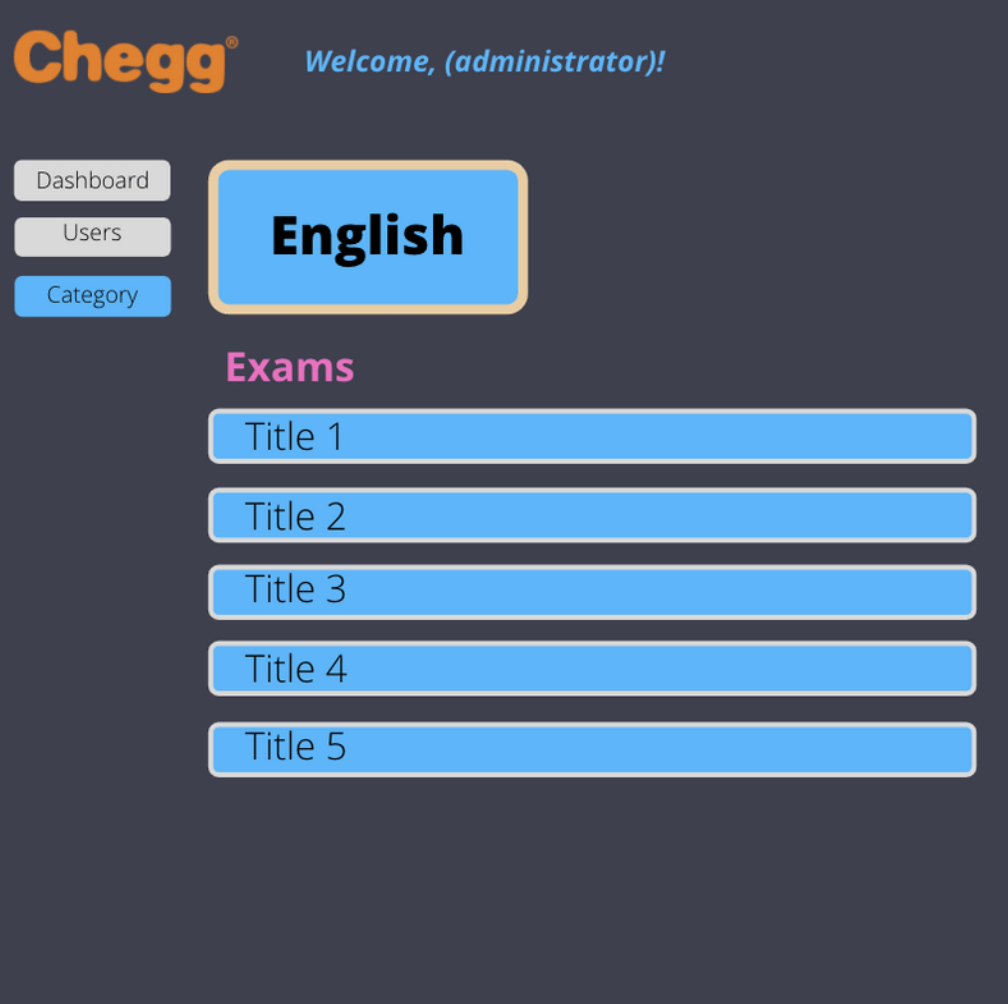 Chegg®
Welcome, (administrator)!
Dashboard
Users
Category
English
Exams
Title 1
Title 2
Title 3
Title 4
Title 5